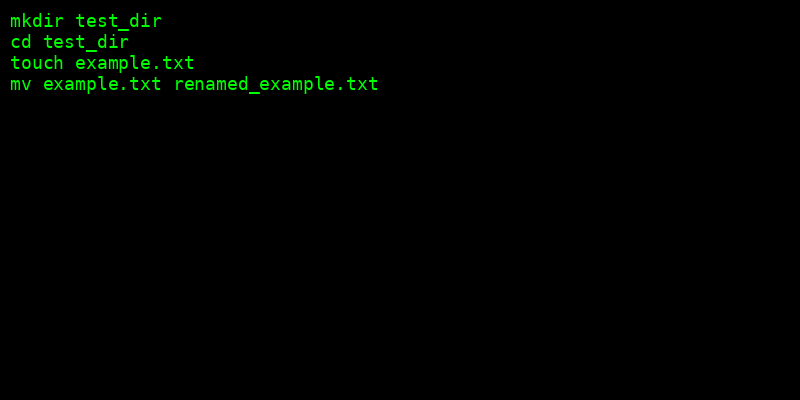 mkdir test_dir
cd test_dir
touch example.txt
mv example.txt renamed_example.txt